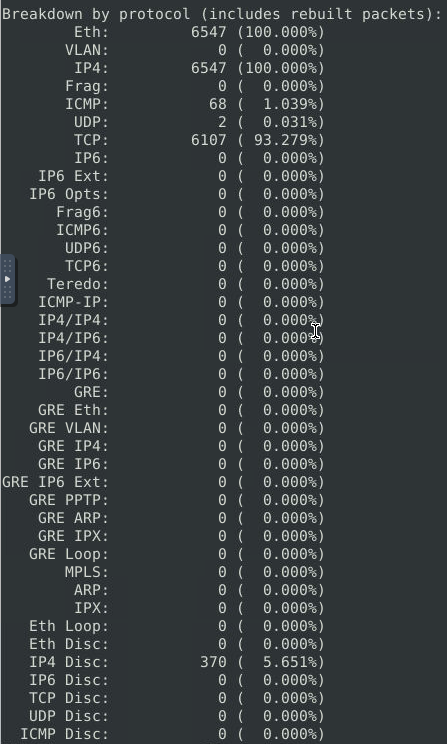 Breakdown by protocol (includes rebuilt packets):
Eth: 6547 (100.000%)
VLAN: 0 ( 0.000%)
IP4: 6547 (100.000%)
Frag: 0 ( 0.000%)
ICMP: 68 ( 1.039%)
UDP: 2 ( 0.031%)
TCP: 6107 ( 93.279%)
IP6: 0 ( 0.000%)
IP6 Ext: 0 ( 0.000%)
IP6 Opts: 0 ( 0.000%)
Frag6: 0 ( 0.000%)
ICMP6: 0 ( 0.000%)
UDP6: 0 ( 0.000%)
TCP6: 0 ( 0.000%)
Teredo: 0 ( 0.000%)
ICMP-IP: 0 ( 0.000%)
IP4/IP4: 0 ( 0.000%)
IP4/IP6: 0 ( 0.000%)
IP6/IP4: 0 ( 0.000%)
IP6/IP6: 0 ( 0.000%)
GRE: 0 ( 0.000%)
GRE Eth: 0 ( 0.000%)
GRE VLAN: 0 ( 0.000%)
GRE IP4: 0 ( 0.000%)
GRE IP6: 0 ( 0.000%)
GRE IP6 Ext: 0 ( 0.000%)
GRE PPTP: 0 ( 0.000%)
GRE ARP: 0 ( 0.000%)
GRE IPX: 0 ( 0.000%)
GRE Loop: 0 ( 0.000%)
MPLS: 0 ( 0.000%)
ARP: 0 ( 0.000%)
IPX: 0 ( 0.000%)
Eth Loop: 0 ( 0.000%)
Eth Disc: 0 ( 0.000%)
IP4 Disc: 370 ( 5.651%)
IP6 Disc: 0 ( 0.000%)
TCP Disc: 0 ( 0.000%)
UDP Disc: 0 ( 0.000%)
ICMP Disc: 0 ( 0.000%)